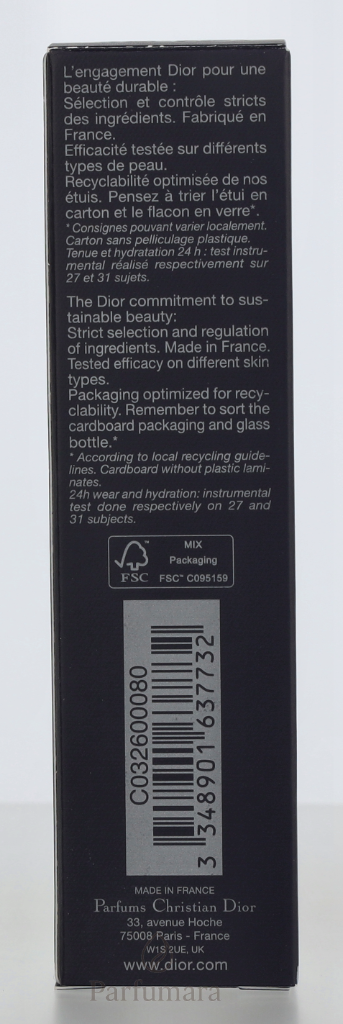 L'engagement Dior pour une
beauté durable :
Sélection et contrôle stricts
des ingrédients. Fabriqué en
France.
Efficacité testée sur différents
types de peau.
Recyclabilité optimisée de nos
étuis. Pensez à trier l'étui en
carton et le flacon en verre*.
* Consignes pouvant varier localement.
Carton sans pelliculage plastique.
Tenue et hydratation 24 h : test instru-
mental réalisé respectivement sur
27 et 31 sujets.
The Dior commitment to sus-
tainable beauty:
Strict selection and regulation
of ingredients. Made in France.
Tested efficacy on different skin
types.
Packaging optimized for recy-
clability. Remember to sort the
cardboard packaging and glass
bottle.*
* According to local recycling guide-
lines. Cardboard without plastic lami-
nates.
24h wear and hydration: instrumental
test done respectively on 27 and
31 subjects.
FSC™
MIX
Packaging
FSC™ C095159
C032600080
3 348901 637732
MADE IN FRANCE
Parfums Christian Dior
33, avenue Hoche
75008 Paris - France
W1S 2UE, UK
www.dior.com
Parfumara